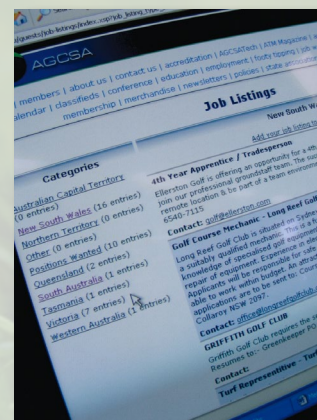 AGCSA
members | about us | contact us | accreditation | AGCSATech | ATM Magazine |
calendar | classifieds | conference | education | employment | footy tipping | job
membership | merchandise | newsletters | policies | state
Job Listings
New South
Add your job listing to
Categories
Australian Capital Territory
(0 entries)
New South Wales (16 entries)
Northern Territory (0 entries)
Other (0 entries)
Positions Wanted (10 entries)
Queensland (2 entries)
South Australia (1 entries)
Tasmania (1 entries)
Victoria (7 entries)
Western Australia (1 entries)
4th Year Apprentice / Tradesperson
Ellerston Golf is offering an opportunity for a 4th
join our professional groundstaff team. The
remote location & be part of a team
6540-7115
Contact: golf@ellerston.com
Golf Course Mechanic - Long Reef Golf
Long Reef Golf Club is situated on Sydney
a suitably qualified mechanic. This is a
knowledge of specialised golf equipment
repair of equipment. Experience in
Applicants will be responsible for
able to work within budget. An
applications are to be sent to:
Collaroy NSW 2097.
Contact: office@longreefgolfclub
GRIFFITH GOLF CLUB
Griffith Golf Club requires the
Resumes to:- Greenkeeper PO
Contact:
Turf Representitive - Turf